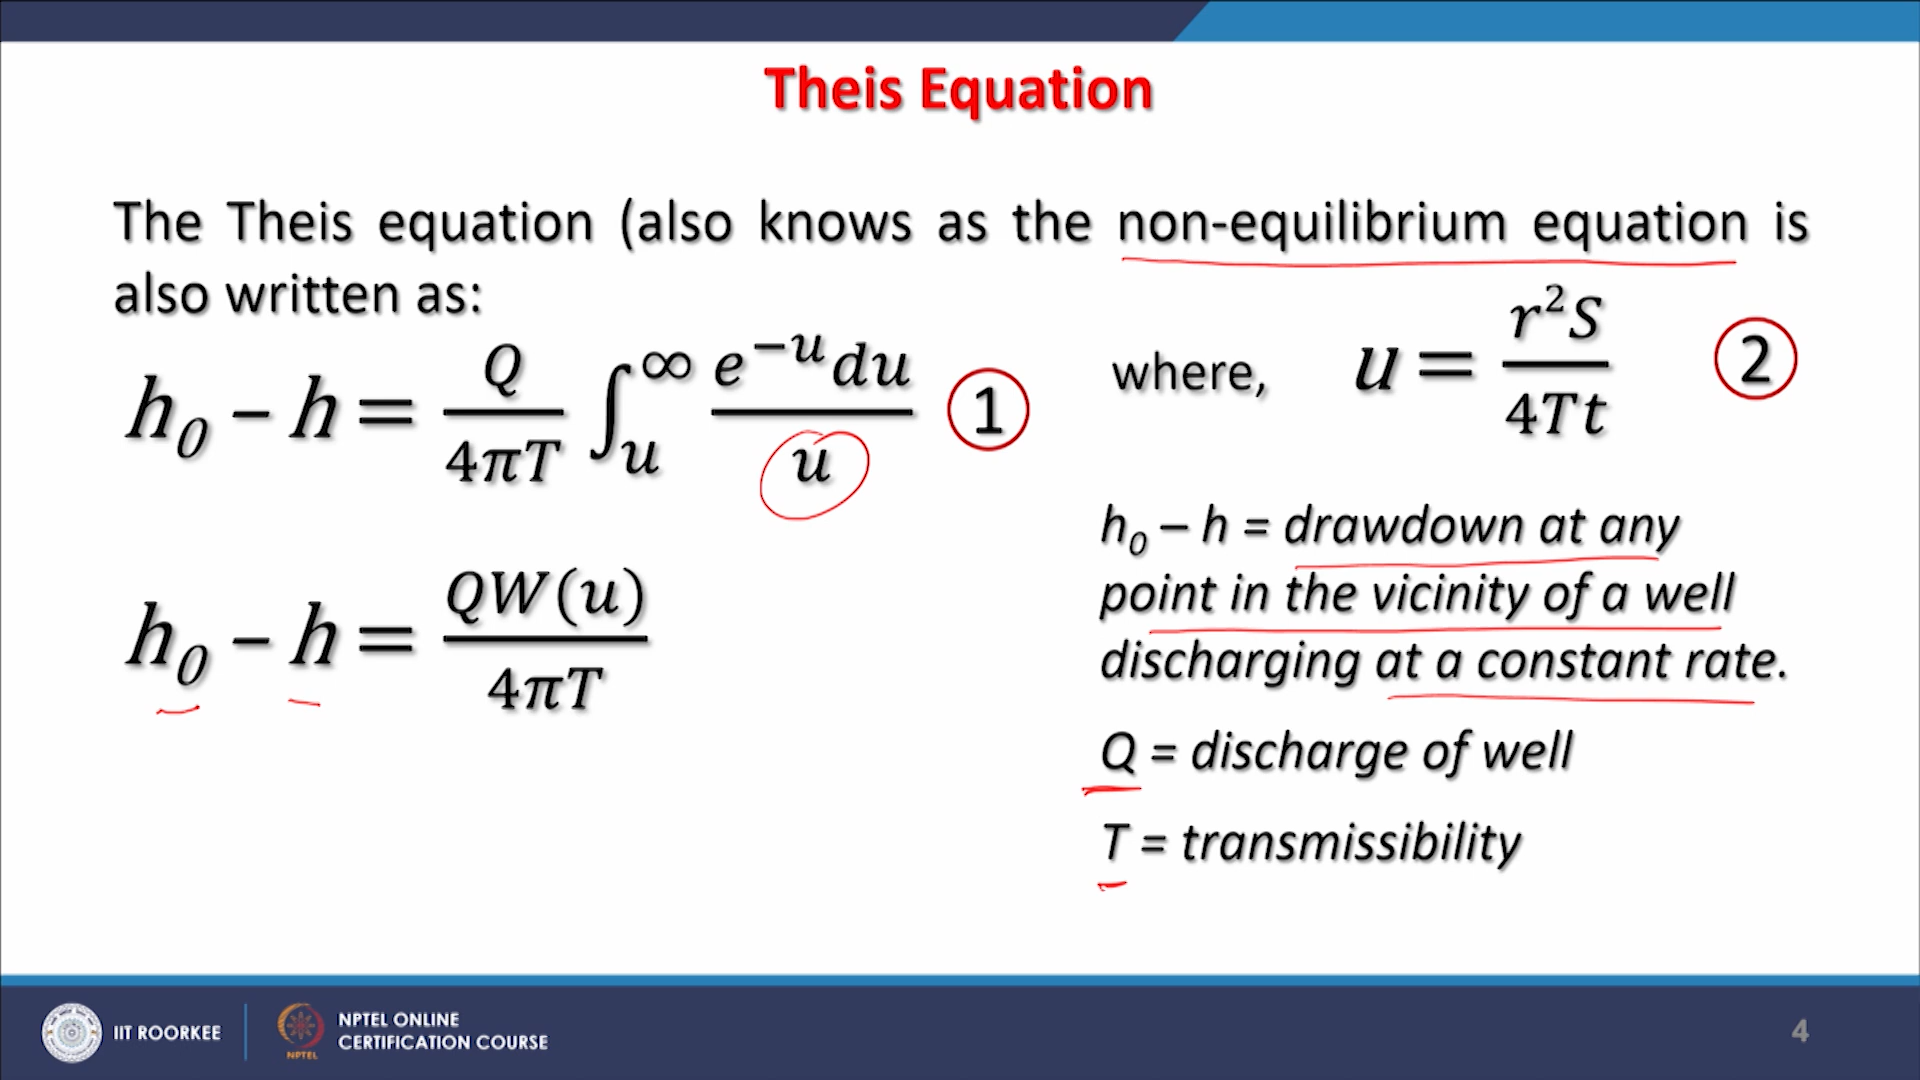 Theis Equation
The Theis equation (also knows as the non-equilibrium equation is
also written as:
h₀ – h = Q/4πT ∫ᵤ^∞ e⁻ᵘdu/u ①
where, u = r²S/4Tt ②
h₀ – h = QW(u)/4πT
h₀ – h = drawdown at any
point in the vicinity of a well
discharging at a constant rate.
Q = discharge of well
T = transmissibility
IIT ROORKEE
NPTEL
NPTEL ONLINE
CERTIFICATION COURSE
4